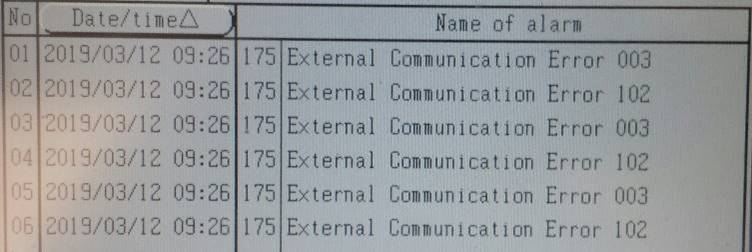 No Date/time△ Name of alarm
01 2019/03/12 09:26 175 External Communication Error 003
02 2019/03/12 09:26 175 External Communication Error 102
03 2019/03/12 09:26 175 External Communication Error 003
04 2019/03/12 09:26 175 External Communication Error 102
05 2019/03/12 09:26 175 External Communication Error 003
06 2019/03/12 09:26 175 External Communication Error 102